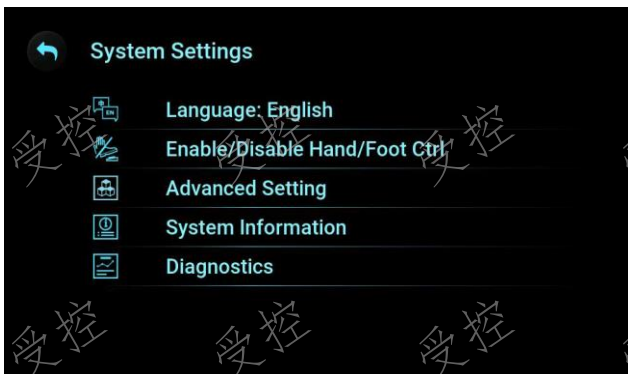 System Settings
Language: English
Enable/Disable Hand/Foot Ctrl
Advanced Setting
System Information
Diagnostics
受控
受控
受控
受控
受控
受控